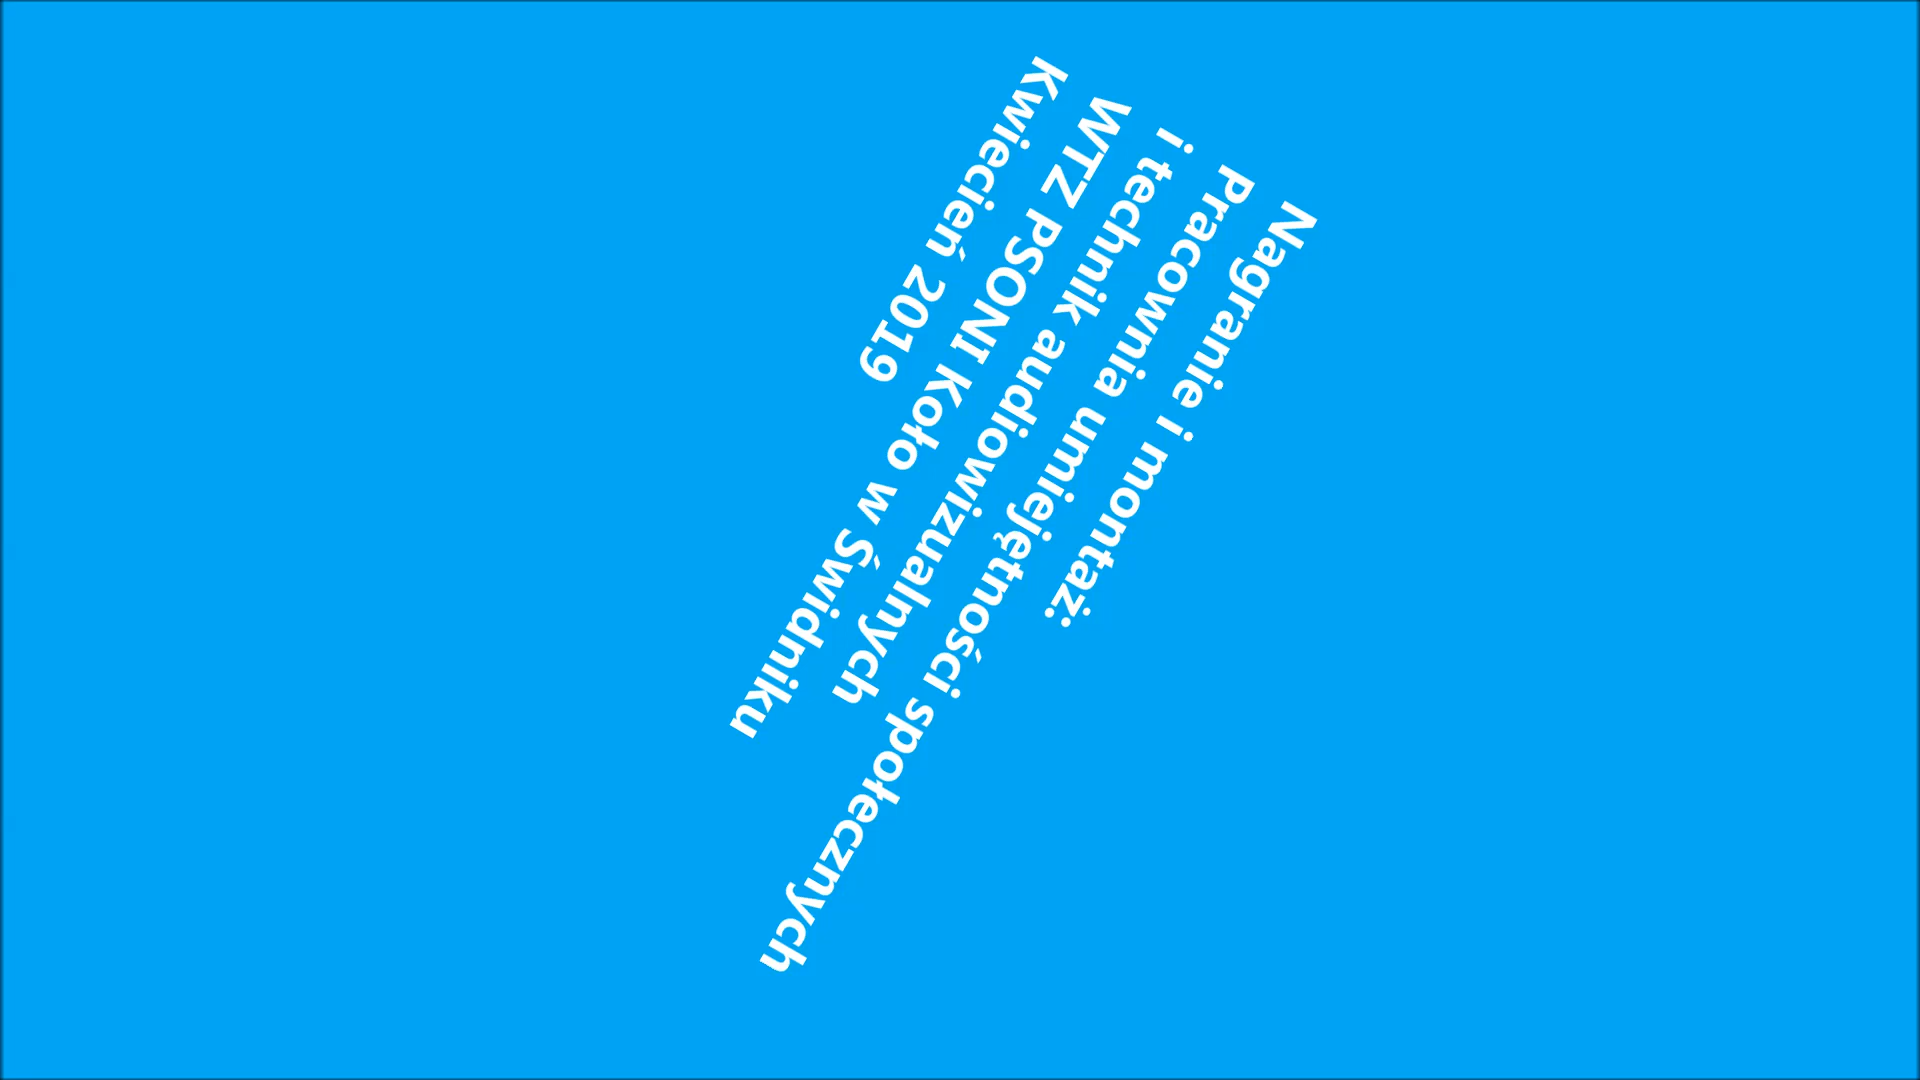 Nagranie i montaż:
Pracownia umiejętności społecznych
i technik audiowizualnych
WTZ PSONI Koło w Świdniku
Kwiecień 2019